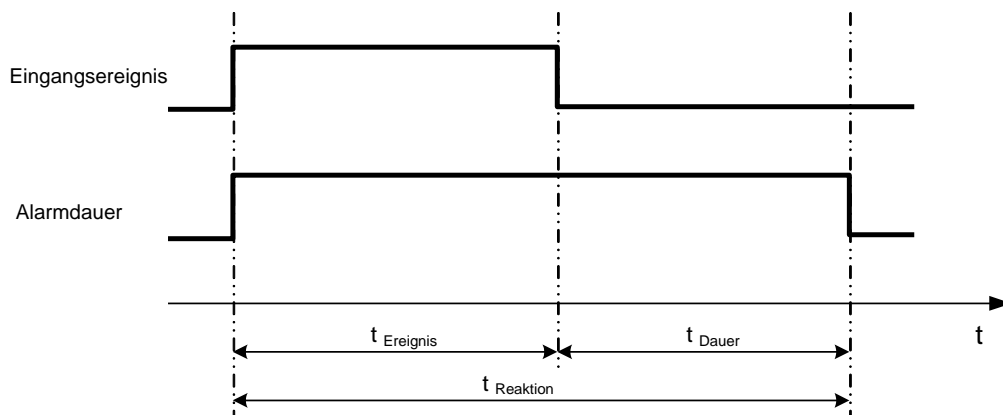 Eingangsereignis
Alarmdauer
t
t Ereignis
t Dauer
t Reaktion